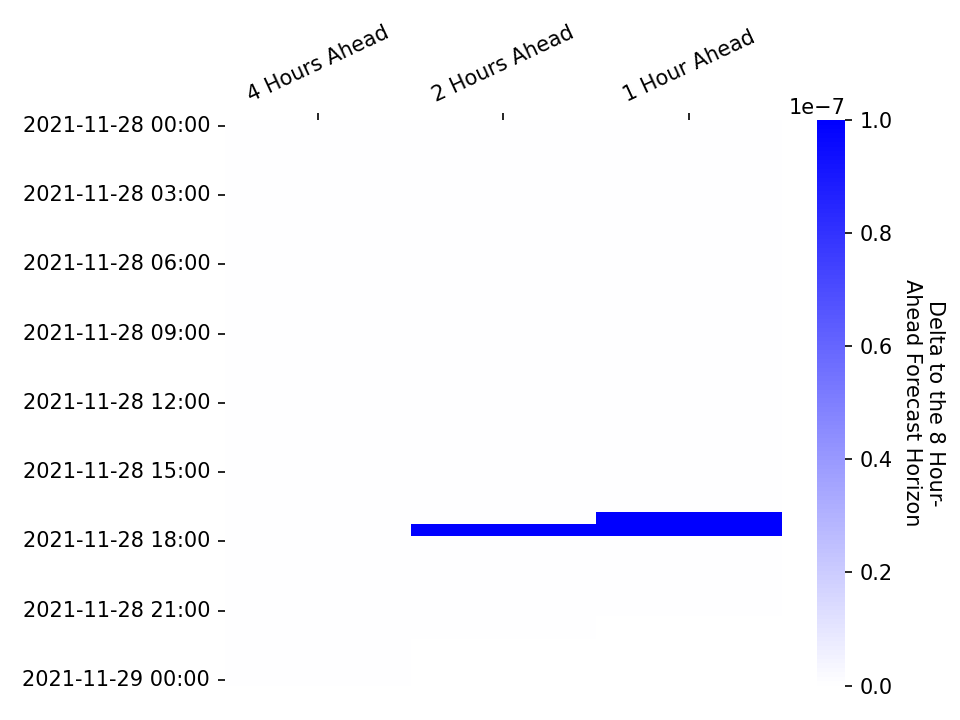 4 Hours Ahead
2 Hours Ahead
1 Hour Ahead
1e−7
2021-11-28 00:00
2021-11-28 03:00
2021-11-28 06:00
2021-11-28 09:00
2021-11-28 12:00
2021-11-28 15:00
2021-11-28 18:00
2021-11-28 21:00
2021-11-29 00:00
1.0
0.8
0.6
0.4
0.2
0.0
Delta to the 8 Hour-
Ahead Forecast Horizon